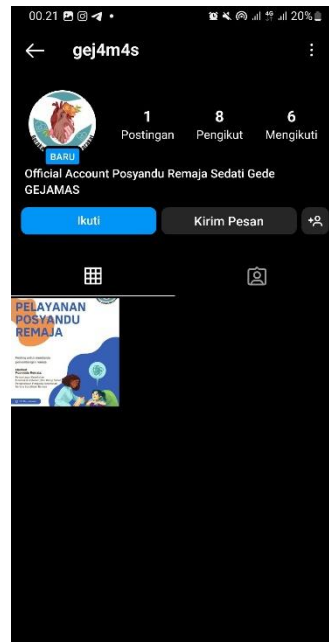 00.21
4G
20%
gej4m4s
BARU
1
Postingan
8
Pengikut
6
Mengikuti
Official Account Posyandu Remaja Sedati Gede
GEJAMAS
Ikuti
Kirim Pesan
PELAYANAN
POSYANDU
REMAJA